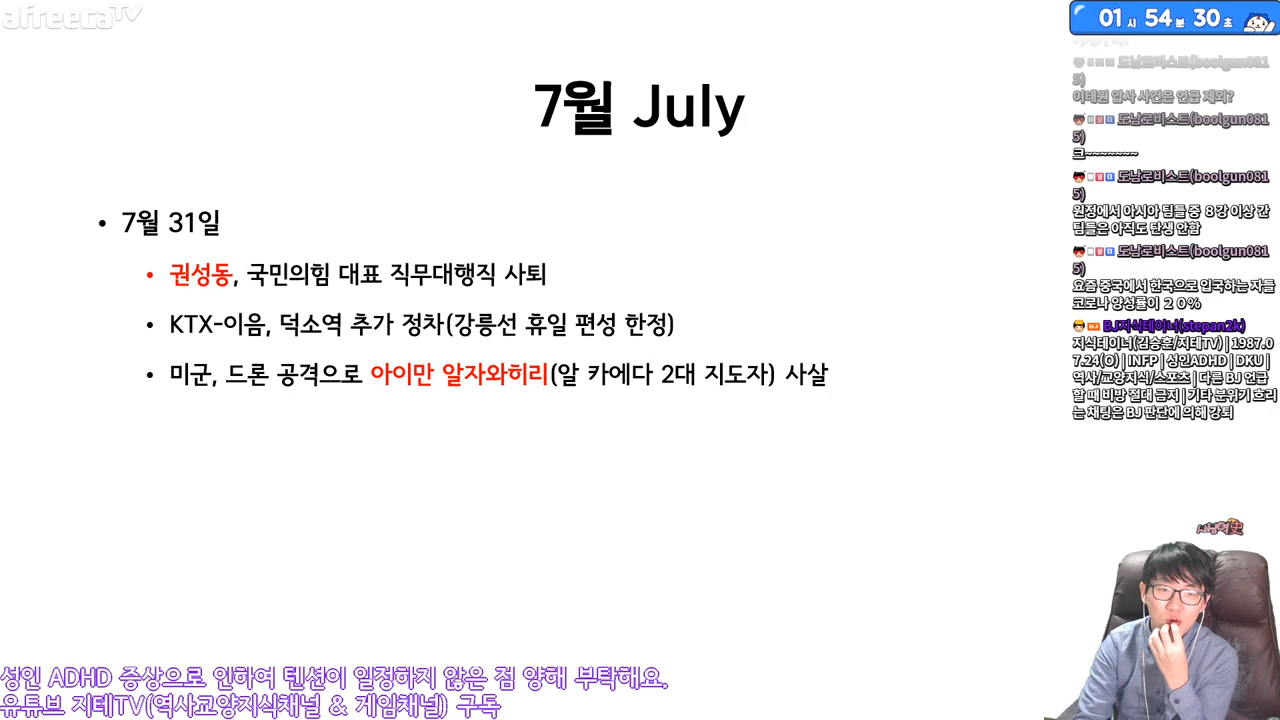 afreecaTV
01시 54분 30초
7월 July
• 7월 31일
• 권성동, 국민의힘 대표 직무대행직 사퇴
• KTX-이음, 덕소역 추가 정차(강릉선 휴일 편성 한정)
• 미군, 드론 공격으로 아이만 알자와히리(알 카에다 2대 지도자) 사살
도남로비스트(boolgun081
5)
이태원 압사 사건은 언급 제외?
도남로비스트(boolgun081
5)
크~~~~~~~
도남로비스트(boolgun081
5)
원정에서 아시아 팀들 중 8강 이상 간
팀들은 아직도 탄생 안함
도남로비스트(boolgun081
5)
요즘 중국에서 한국으로 입국하는 자들
코로나 양성률이 20%
BJ지식테이너(stepan2k)
지식테이너(김승훈/지테TV) | 1987.0
7.24(O) | INFP | 성인ADHD | DKU |
역사/교양지식/스포츠 | 다른 BJ 언급
할 때 비방 절대 금지 | 기타 분위기 흐리
는 채팅은 BJ 판단에 의해 강퇴
성인 ADHD 증상으로 인하여 텐션이 일정하지 않은 점 양해 부탁해요.
유튜브 지테TV(역사교양지식채널 & 게임채널) 구독